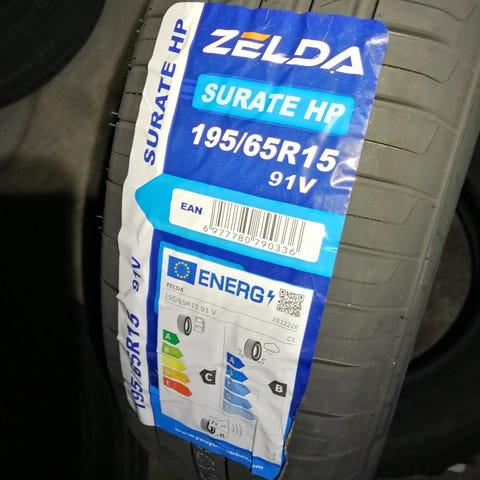 ZELDA
SURATE HP
195/65R15
91V
EAN
6 977780 790336
ENERG
ZELDA
195/65R15 91 V
ZE1222E
C1
A
C
A
B
SURATE HP
91V
195/65R15